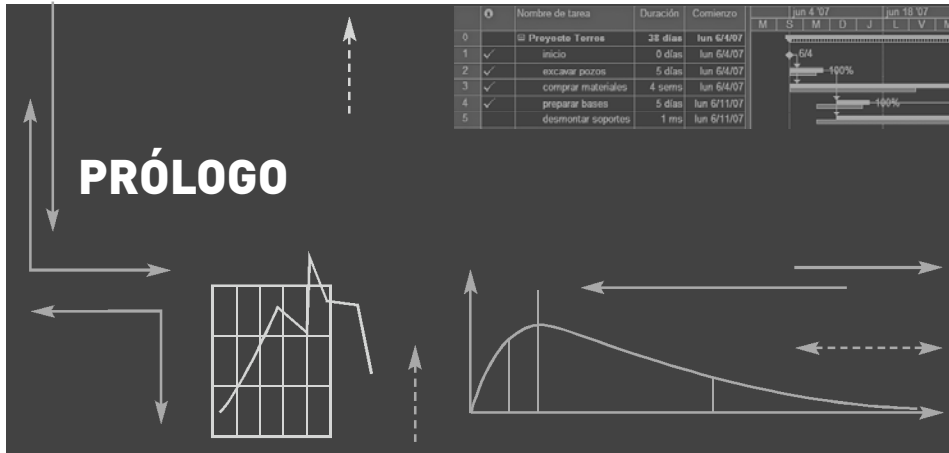 Nombre de tarea Duración Comienzo jun 4 '07 jun 18 '07
M S M D J L V M
0 Proyecto Terros 38 días lun 6/4/07
1 inicio 0 días lun 6/4/07 6/4
2 excavar pozos 5 días lun 6/4/07 100%
3 comprar materiales 4 sems lun 6/4/07
4 preparar bases 5 días lun 6/11/07 100%
5 desmontar soportes 1 ms lun 6/11/07
PRÓLOGO